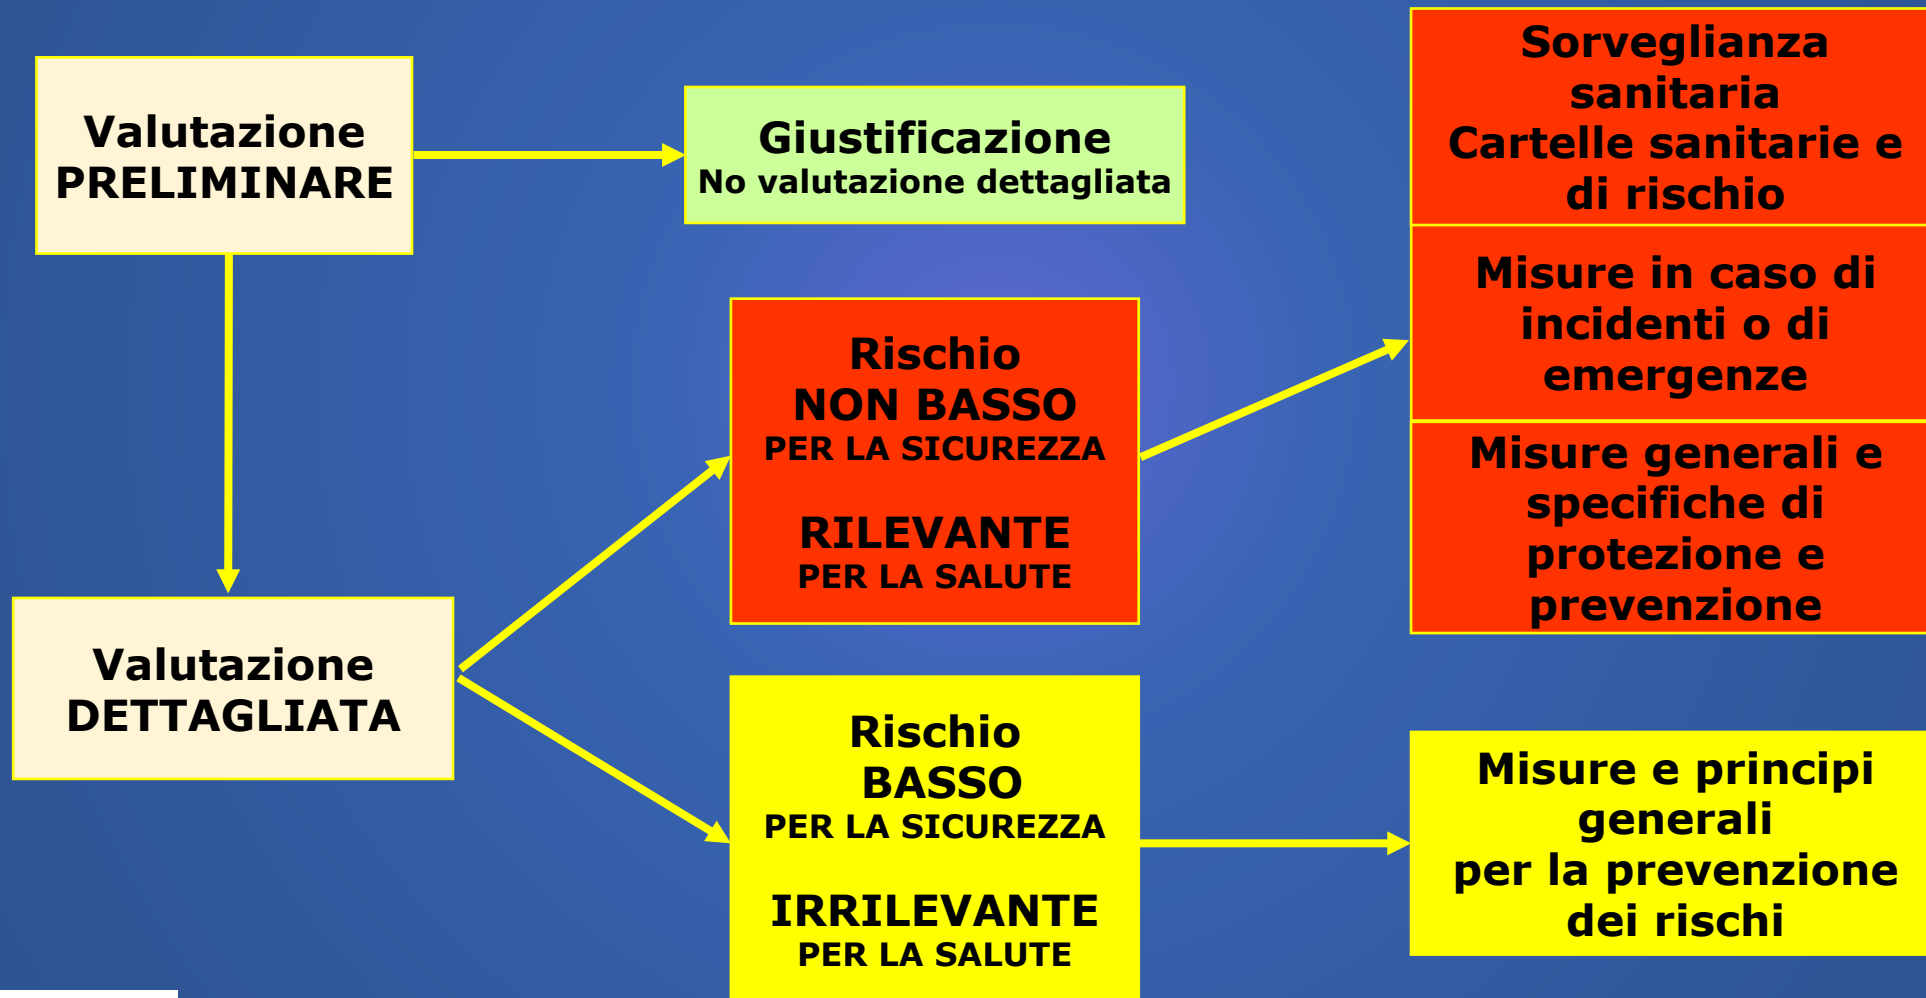 Valutazione
PRELIMINARE
Giustificazione
No valutazione dettagliata
Sorveglianza
sanitaria
Cartelle sanitarie e
di rischio
Misure in caso di
incidenti o di
emergenze
Misure generali e
specifiche di
protezione e
prevenzione
Rischio
NON BASSO
PER LA SICUREZZA
RILEVANTE
PER LA SALUTE
Valutazione
DETTAGLIATA
Rischio
BASSO
PER LA SICUREZZA
IRRILEVANTE
PER LA SALUTE
Misure e principi
generali
per la prevenzione
dei rischi